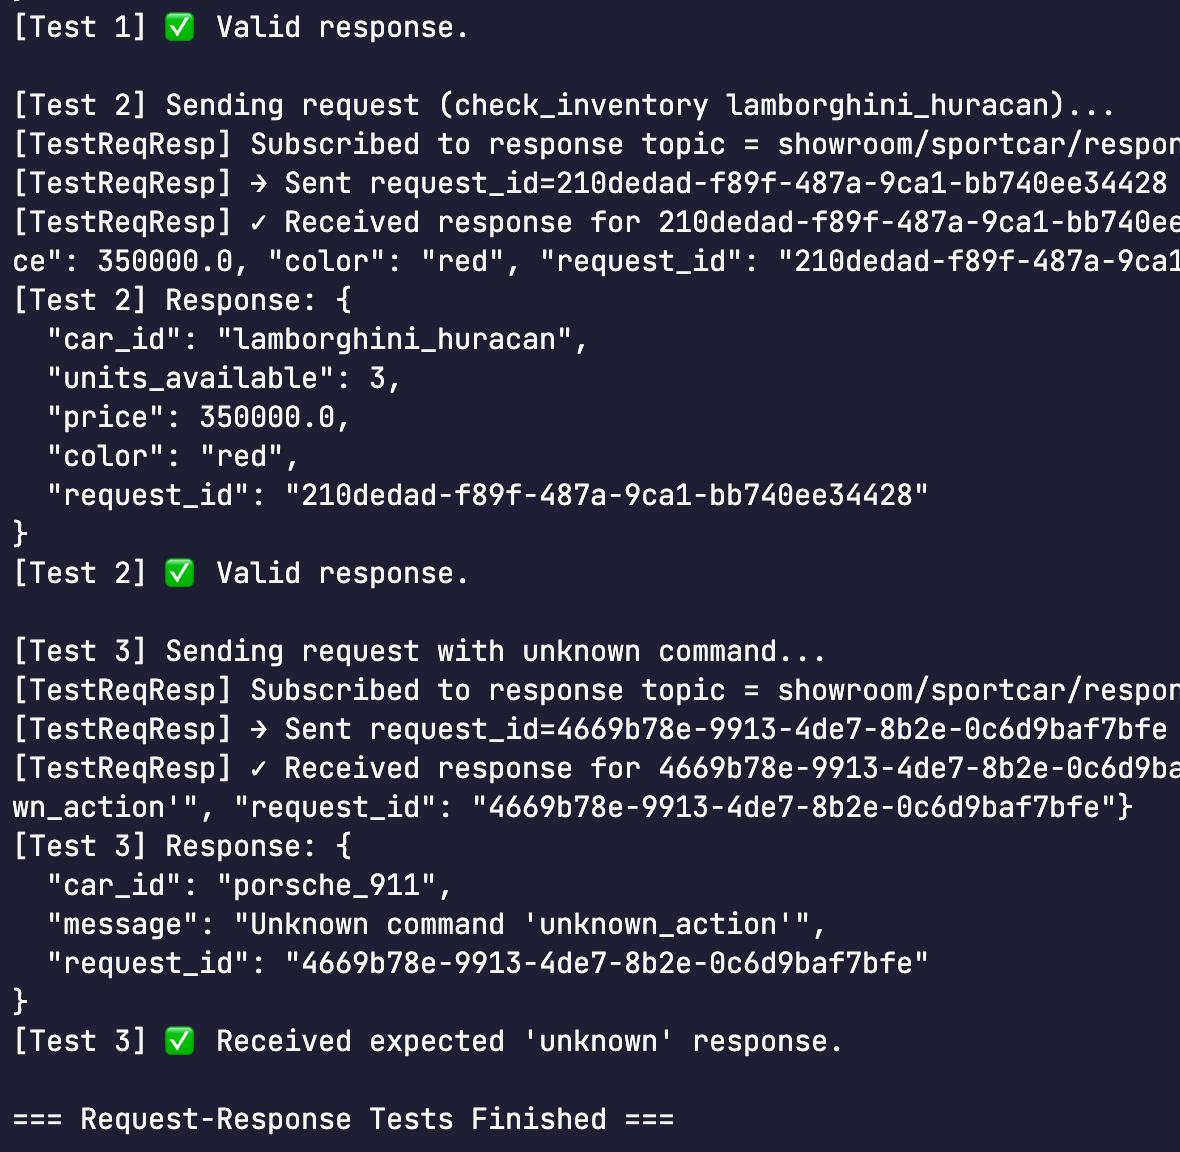 }
[Test 1] ✅ Valid response.
[Test 2] Sending request (check_inventory lamborghini_huracan)...
[TestReqResp] Subscribed to response topic = showroom/sportcar/respon
[TestReqResp] → Sent request_id=210dedad-f89f-487a-9ca1-bb740ee34428
[TestReqResp] ✓ Received response for 210dedad-f89f-487a-9ca1-bb740ee
ce": 350000.0, "color": "red", "request_id": "210dedad-f89f-487a-9ca1
[Test 2] Response: {
  "car_id": "lamborghini_huracan",
  "units_available": 3,
  "price": 350000.0,
  "color": "red",
  "request_id": "210dedad-f89f-487a-9ca1-bb740ee34428"
}
[Test 2] ✅ Valid response.
[Test 3] Sending request with unknown command...
[TestReqResp] Subscribed to response topic = showroom/sportcar/respon
[TestReqResp] → Sent request_id=4669b78e-9913-4de7-8b2e-0c6d9baf7bfe
[TestReqResp] ✓ Received response for 4669b78e-9913-4de7-8b2e-0c6d9ba
wn_action'", "request_id": "4669b78e-9913-4de7-8b2e-0c6d9baf7bfe"}
[Test 3] Response: {
  "car_id": "porsche_911",
  "message": "Unknown command 'unknown_action'",
  "request_id": "4669b78e-9913-4de7-8b2e-0c6d9baf7bfe"
}
[Test 3] ✅ Received expected 'unknown' response.
=== Request-Response Tests Finished ===